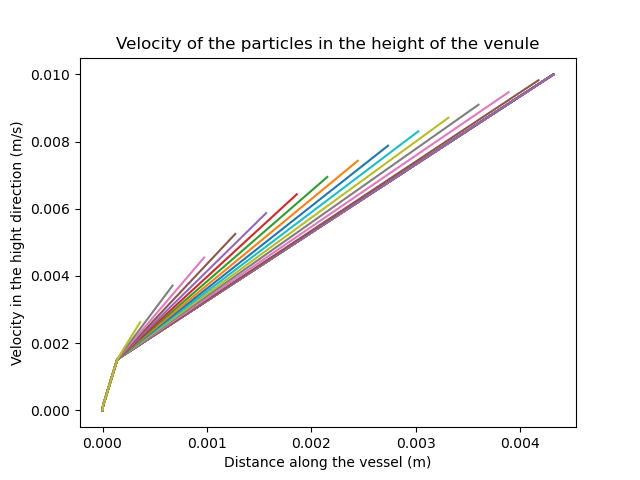 Velocity of the particles in the height of the venule
Velocity in the hight direction (m/s)
0.010
0.008
0.006
0.004
0.002
0.000
0.000 0.001 0.002 0.003 0.004
Distance along the vessel (m)